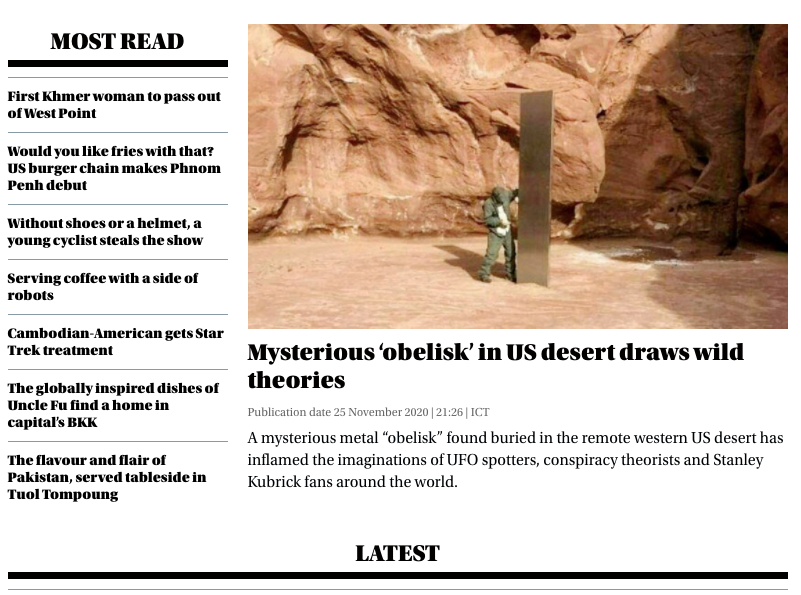 MOST READ
First Khmer woman to pass out
of West Point
Would you like fries with that?
US burger chain makes Phnom
Penh debut
Without shoes or a helmet, a
young cyclist steals the show
Serving coffee with a side of
robots
Cambodian-American gets Star
Trek treatment
The globally inspired dishes of
Uncle Fu find a home in
capital’s BKK
The flavour and flair of
Pakistan, served tableside in
Tuol Tompoung
Mysterious ‘obelisk’ in US desert draws wild
theories
Publication date 25 November 2020 | 21:26 | ICT
A mysterious metal “obelisk” found buried in the remote western US desert has
inflamed the imaginations of UFO spotters, conspiracy theorists and Stanley
Kubrick fans around the world.
LATEST